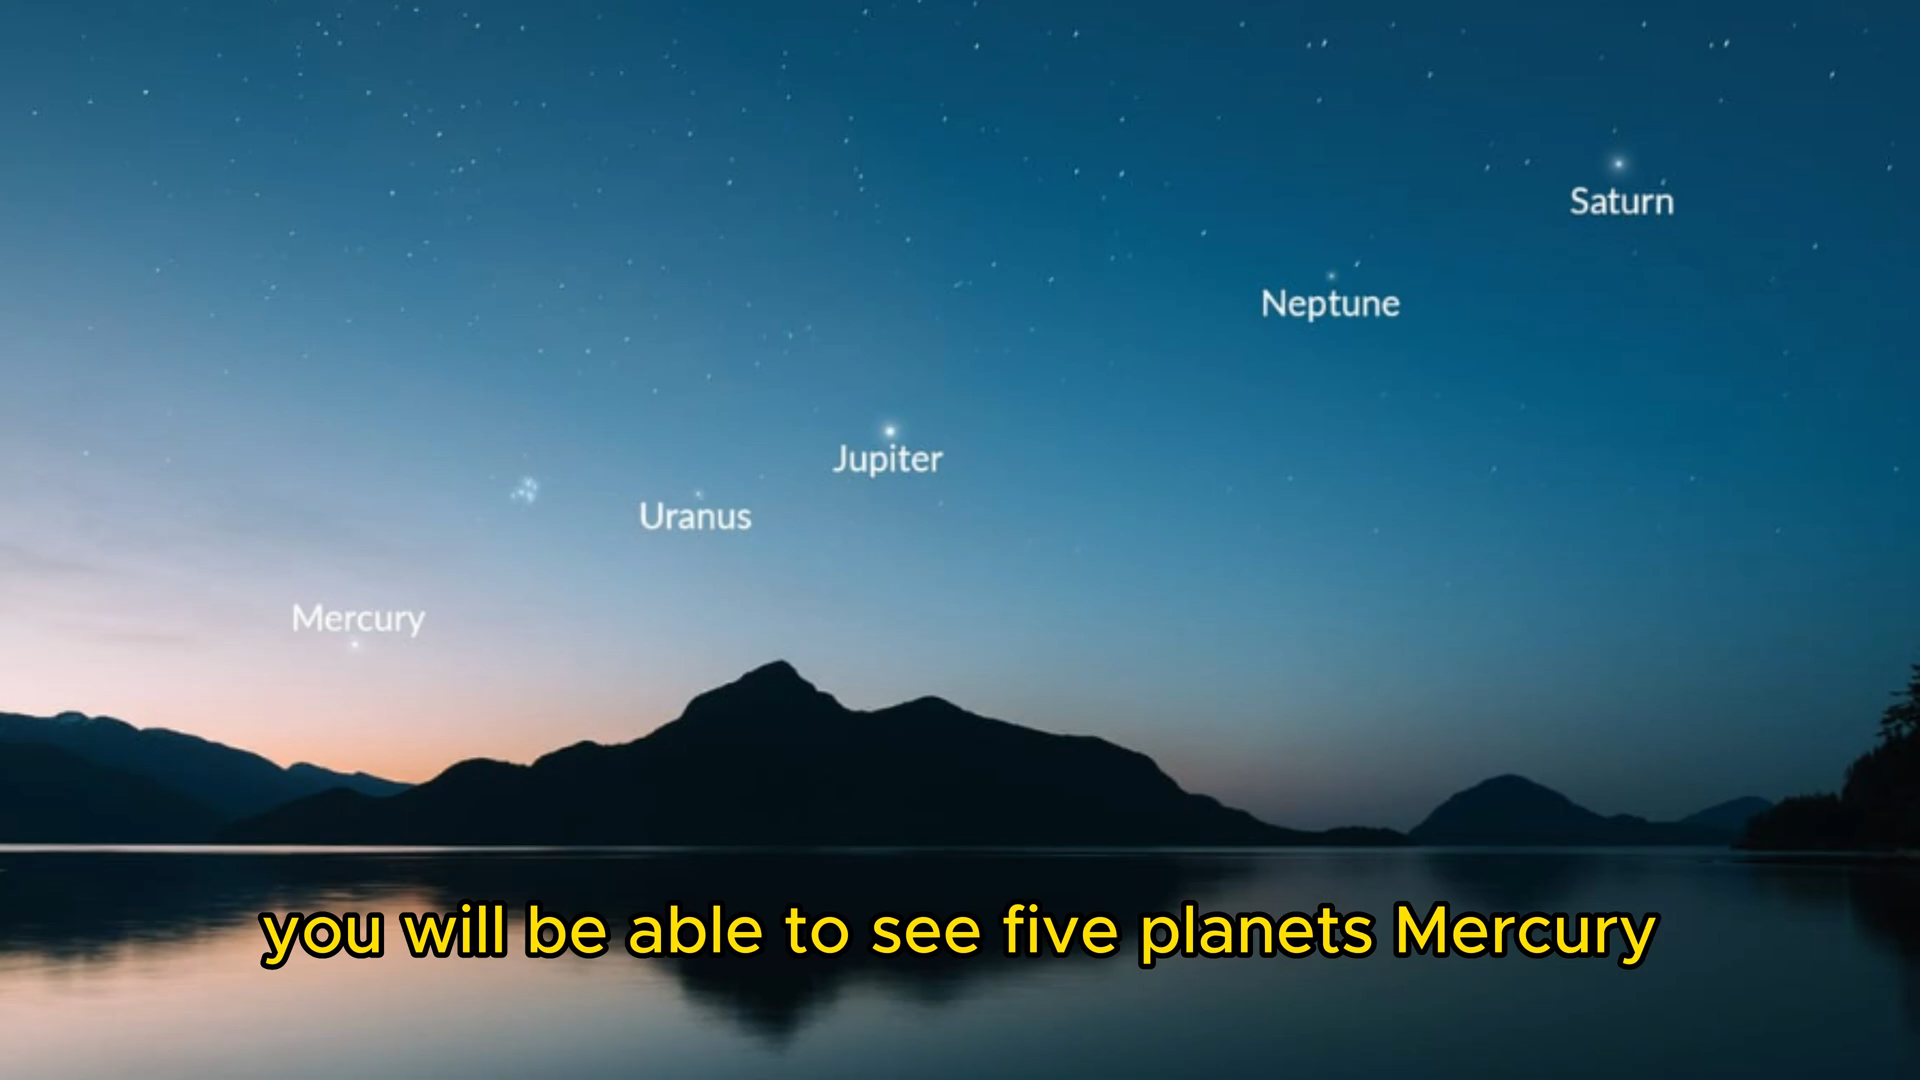 Saturn
Neptune
Jupiter
Uranus
Mercury
you will be able to see five planets Mercury